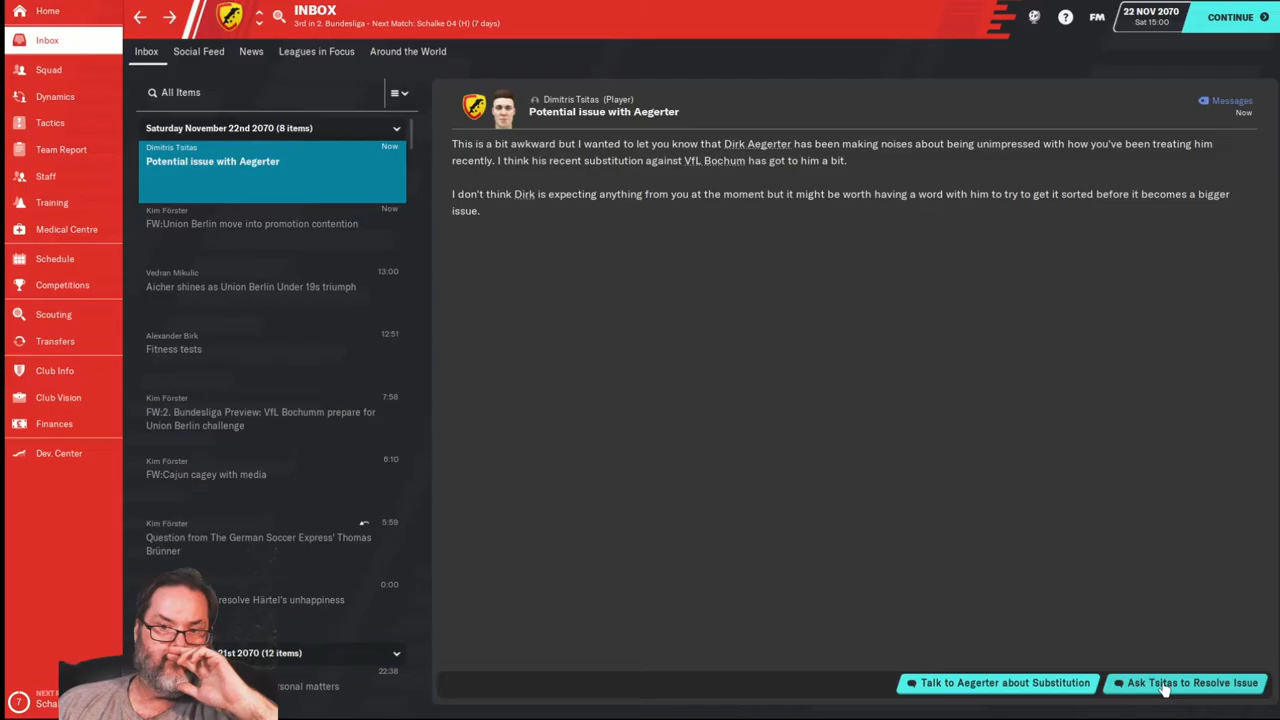 Home
Inbox
Squad
Dynamics
Tactics
Team Report
Staff
Training
Medical Centre
Schedule
Competitions
Scouting
Transfers
Club Info
Club Vision
Finances
Dev. Center
7
INBOX
3rd in 2. Bundesliga - Next Match: Schalke 04 (H) (7 days)
?
FM
22 NOV 2070
Sat 15:00
CONTINUE
Inbox
Social Feed
News
Leagues in Focus
Around the World
All Items
Saturday November 22nd 2070 (8 items)
Dimitris Tsitas
Now
Potential issue with Aegerter
Kim Förster
Now
FW:Union Berlin move into promotion contention
Vedran Mikulic
13:00
Aicher shines as Union Berlin Under 19s triumph
Alexander Birk
12:51
Fitness tests
Kim Förster
7:58
FW:2. Bundesliga Preview: VfL Bochumm prepare for
Union Berlin challenge
Kim Förster
6:10
FW:Cajun cagey with media
Kim Förster
5:59
Question from The German Soccer Express' Thomas
Brünner
0:00
resolve Härtel's unhappiness
21st 2070 (12 items)
22:38
Dimitris Tsitas (Player)
Potential issue with Aegerter
Messages
Now
This is a bit awkward but I wanted to let you know that Dirk Aegerter has been making noises about being unimpressed with how you've been treating him
recently. I think his recent substitution against VfL Bochum has got to him a bit.
I don't think Dirk is expecting anything from you at the moment but it might be worth having a word with him to try to get it sorted before it becomes a bigger
issue.
Talk to Aegerter about Substitution
Ask Tsitas to Resolve Issue